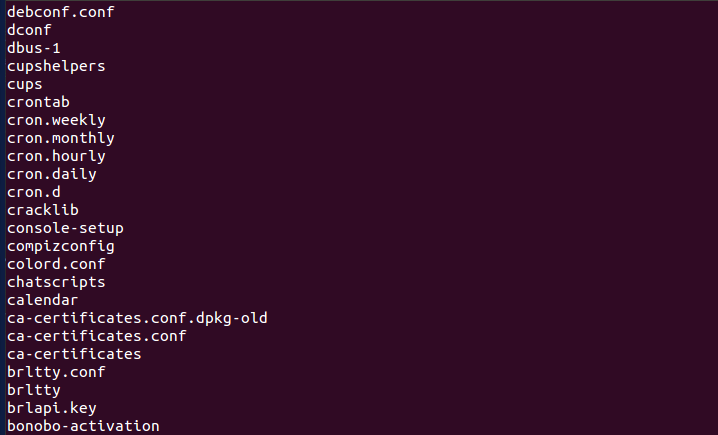 debconf.conf
dconf
dbus-1
cupshelpers
cups
crontab
cron.weekly
cron.monthly
cron.hourly
cron.daily
cron.d
cracklib
console-setup
compizconfig
colord.conf
chatscripts
calendar
ca-certificates.conf.dpkg-old
ca-certificates.conf
ca-certificates
brltty.conf
brltty
brlapi.key
bonobo-activation